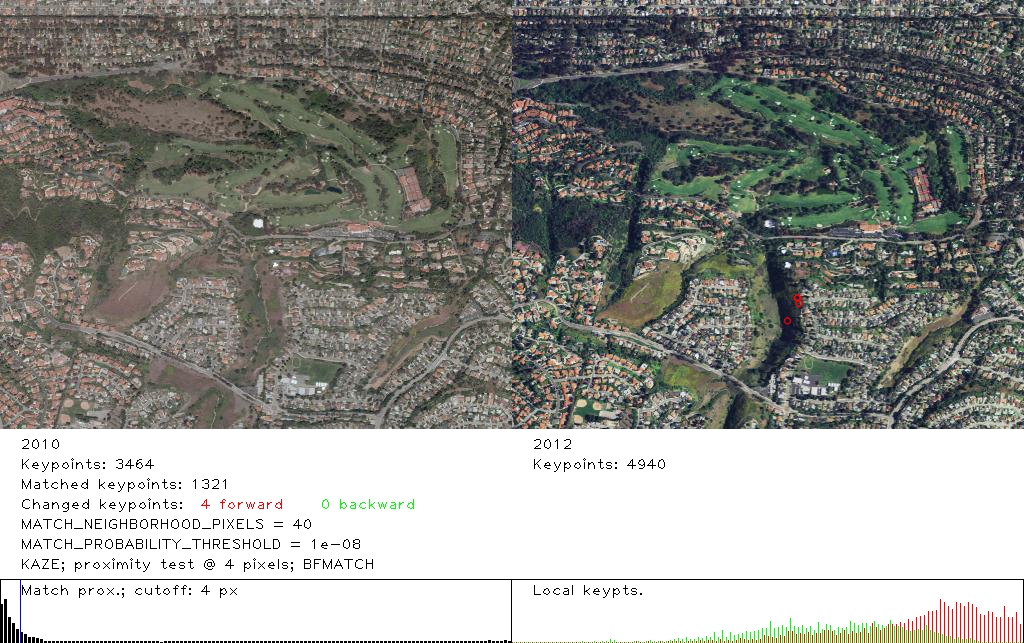 2010
Keypoints: 3464
Matched keypoints: 1321
Changed keypoints: 4 forward 0 backward
MATCH_NEIGHBORHOOD_PIXELS = 40
MATCH_PROBABILITY_THRESHOLD = 1e-08
KAZE; proximity test @ 4 pixels; BFMATCH
2012
Keypoints: 4940
Match prox.; cutoff: 4 px
Local keypts.